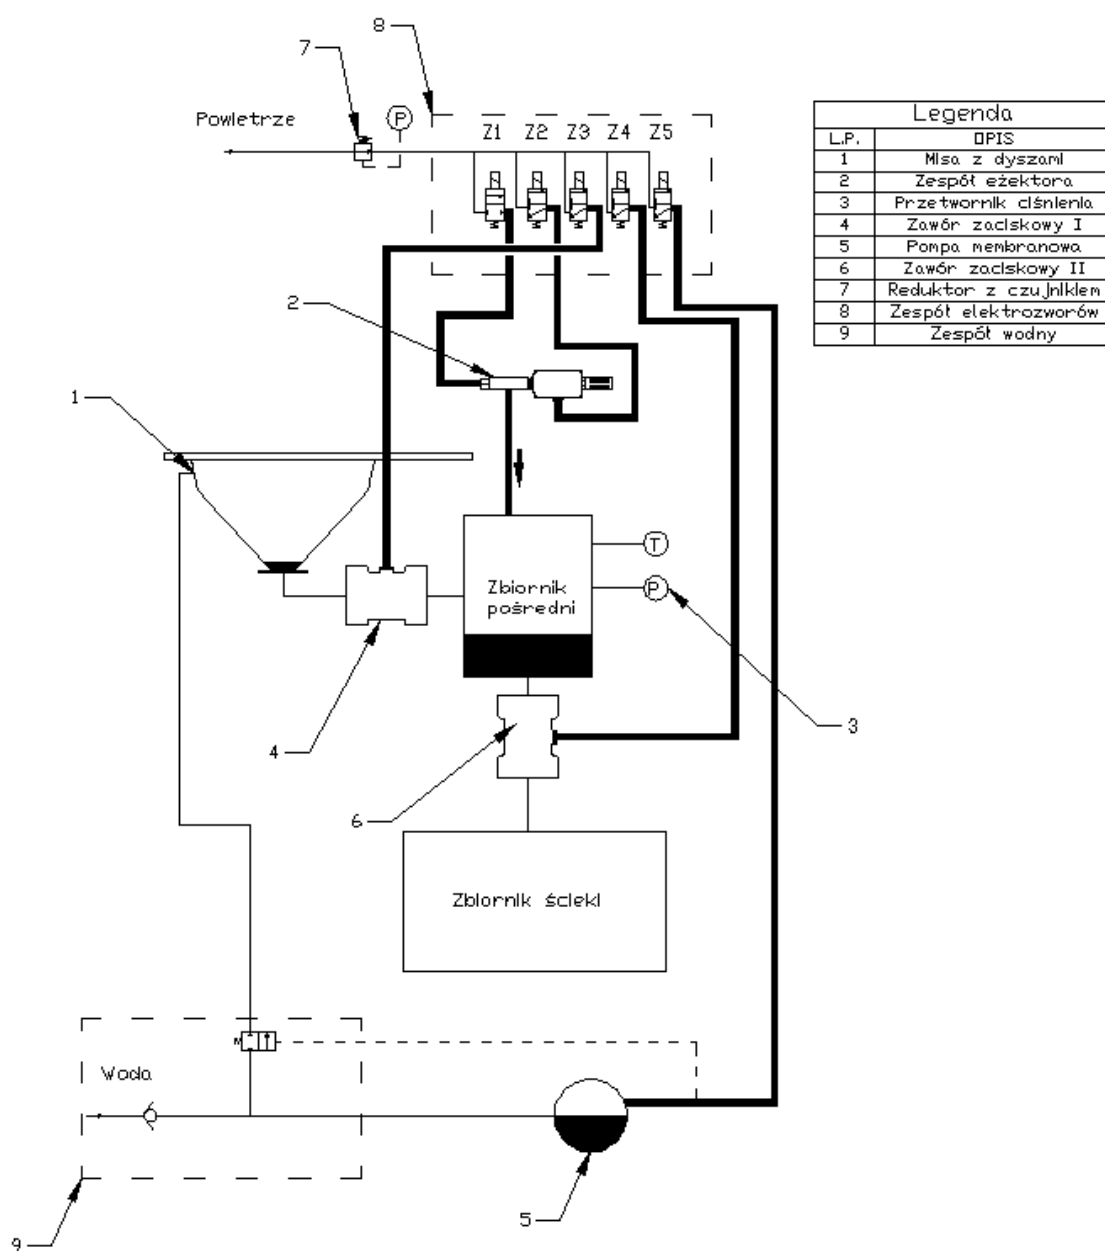 8
7
Powietrze
P
Z1 Z2 Z3 Z4 Z5
Legenda
L.P. OPIS
1 Misa z dyszami
2 Zespół eżektora
3 Przetwornik ciśnienia
4 Zawór zaciskowy I
5 Pompa membranowa
6 Zawór zaciskowy II
7 Reduktor z czujnikiem
8 Zespół elektrozworów
9 Zespół wodny
2
1
T
Zbiornik
pośredni
P
3
4
6
Zbiornik ścieki
Woda
M
5
9